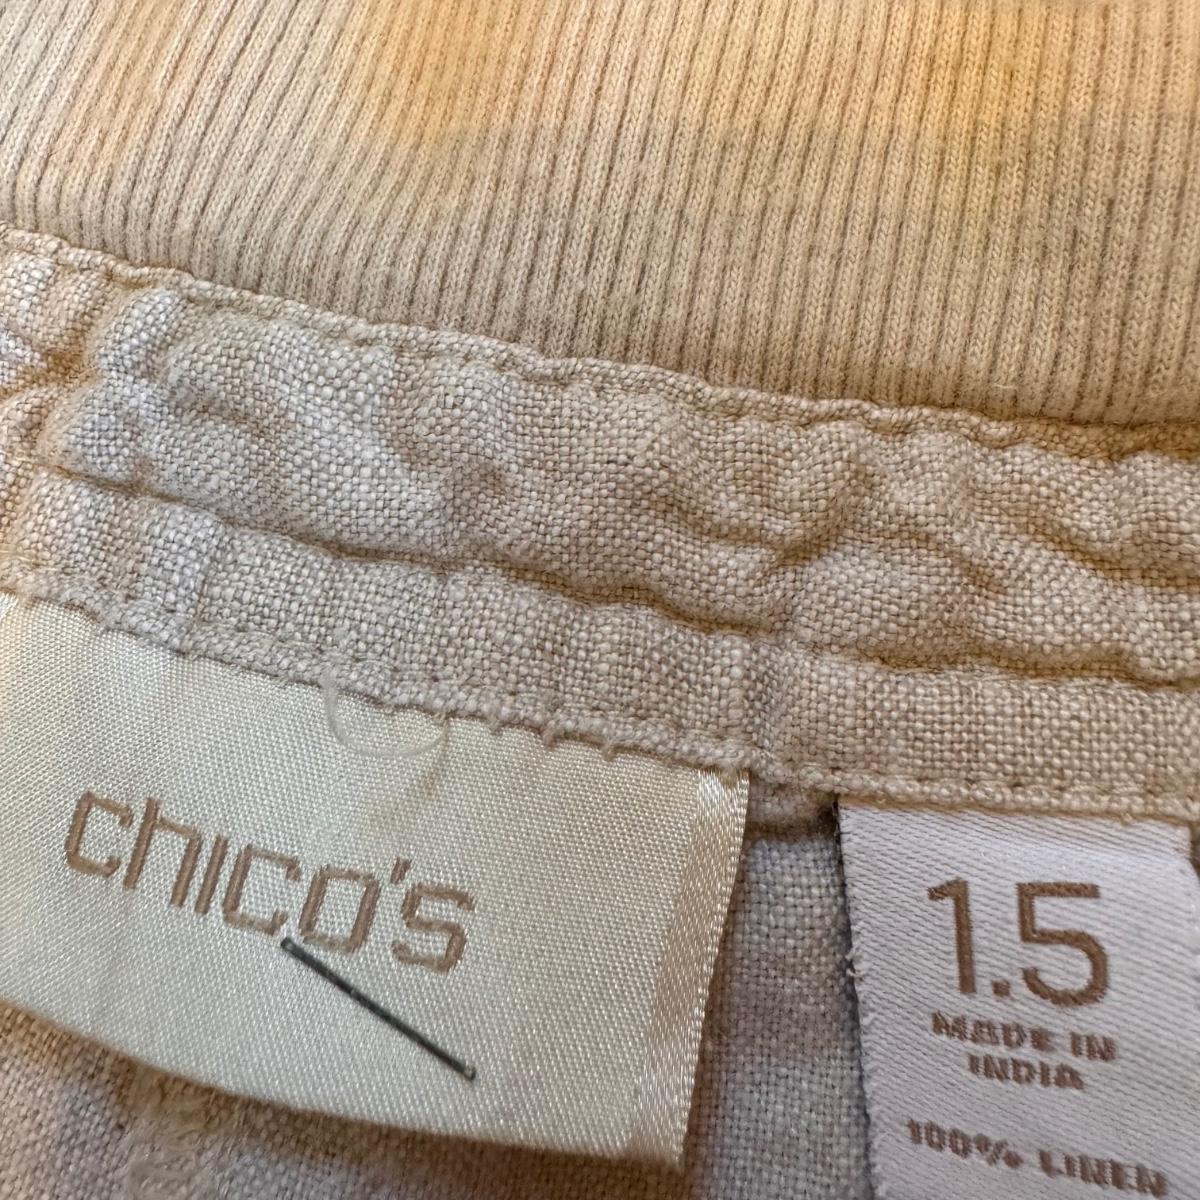 chico's
1.5
MADE IN
INDIA
100% LINEN